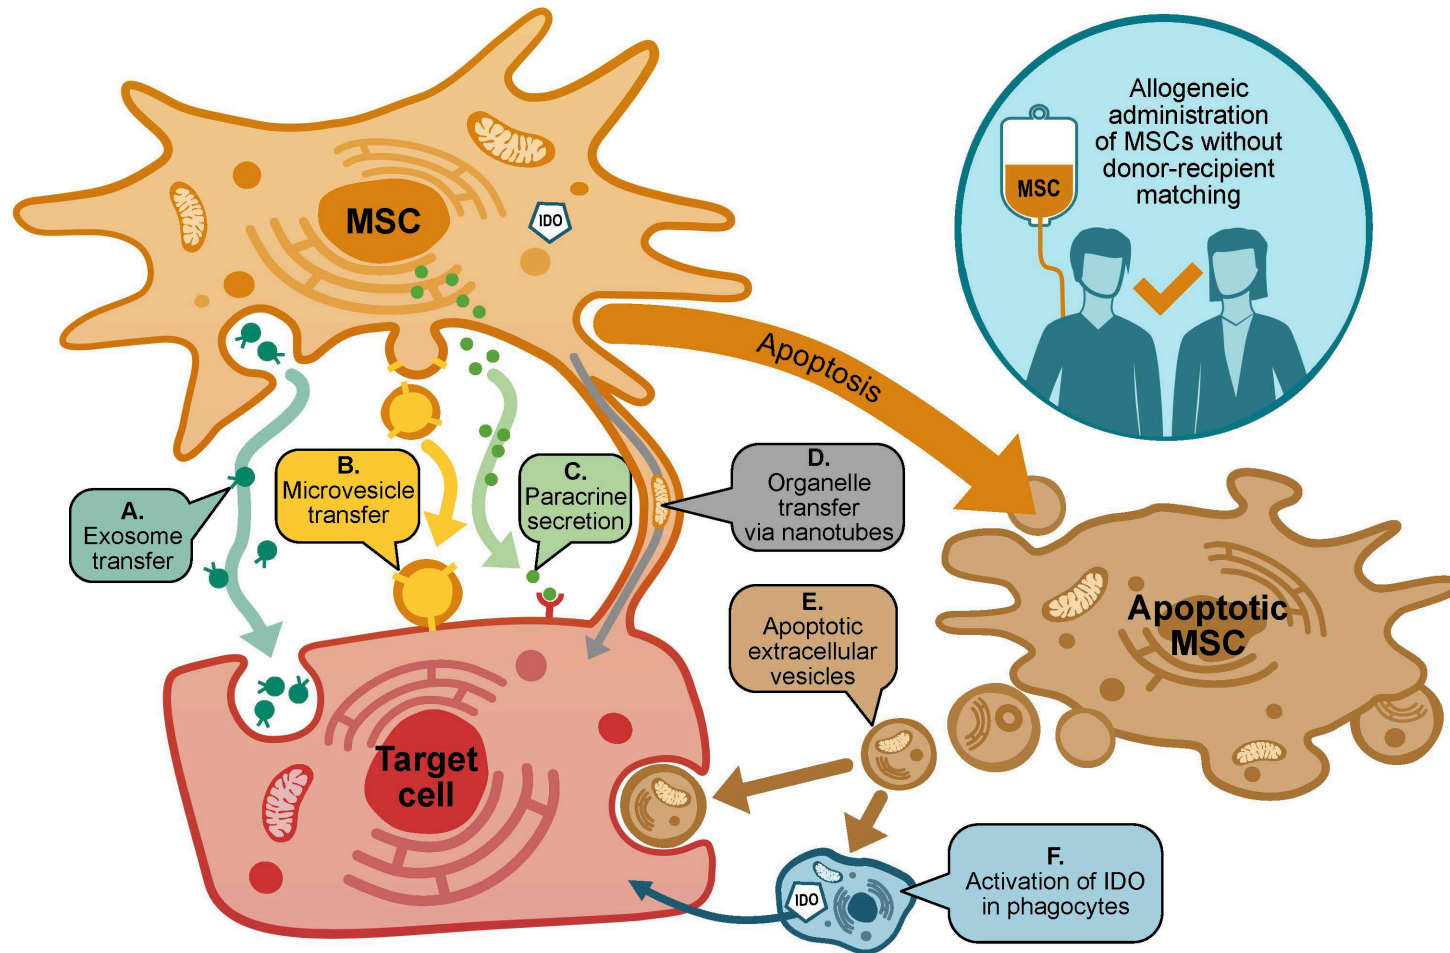 MSC
IDO
Allogeneic
administration
of MSCs without
donor-recipient
matching
MSC
Apoptosis
A.
Exosome
transfer
B.
Microvesicle
transfer
C.
Paracrine
secretion
D.
Organelle
transfer
via nanotubes
E.
Apoptotic
extracellular
vesicles
Apoptotic
MSC
Target
cell
IDO
F.
Activation of IDO
in phagocytes